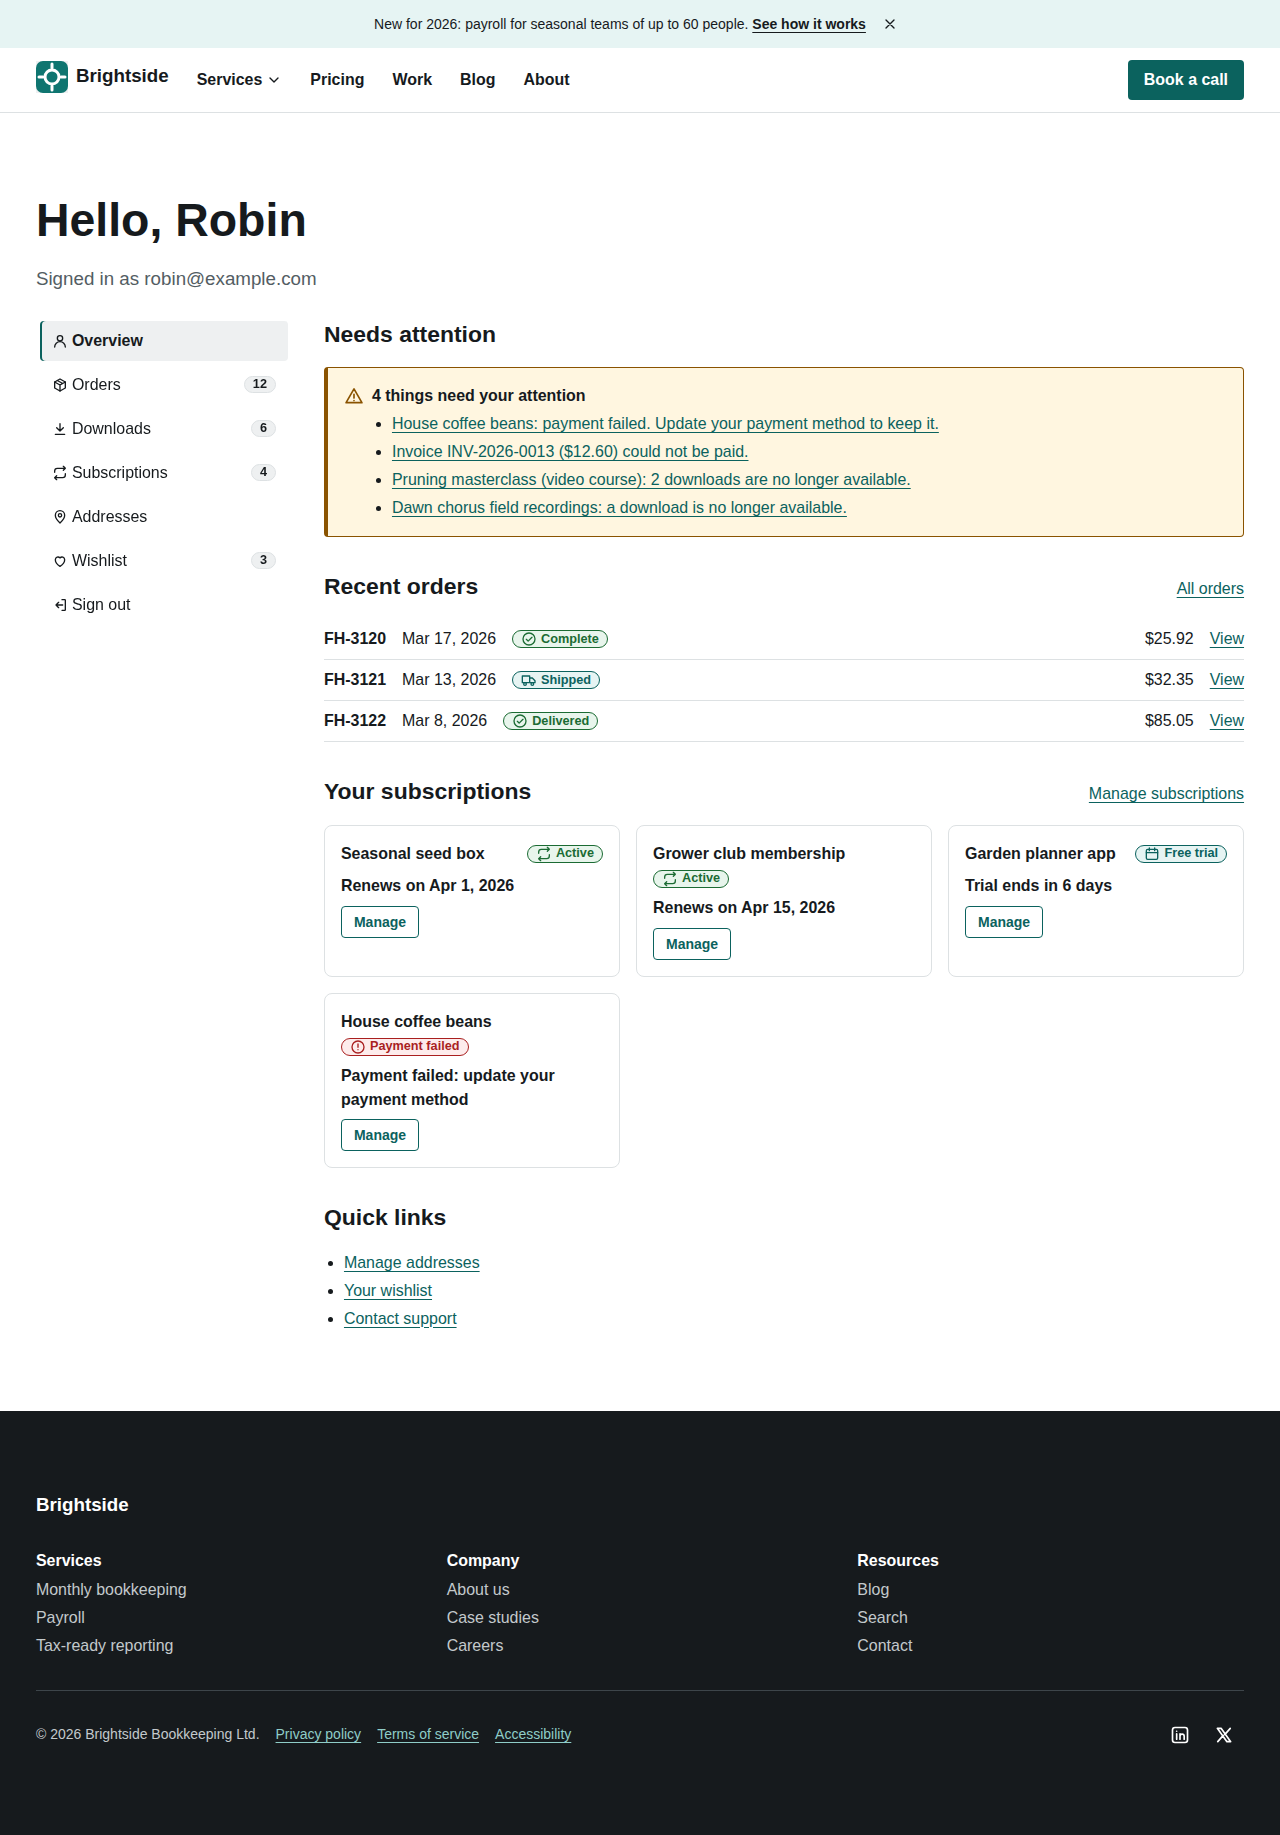 New for 2026: payroll for seasonal teams of up to 60 people. See how it works
Brightside
Services
Pricing
Work
Blog
About
Book a call
Hello, Robin
Signed in as robin@example.com
Overview
Orders 12
Downloads 6
Subscriptions 4
Addresses
Wishlist 3
Sign out
Needs attention
4 things need your attention
House coffee beans: payment failed. Update your payment method to keep it.
Invoice INV-2026-0013 ($12.60) could not be paid.
Pruning masterclass (video course): 2 downloads are no longer available.
Dawn chorus field recordings: a download is no longer available.
Recent orders
All orders
FH-3120 Mar 17, 2026 Complete $25.92 View
FH-3121 Mar 13, 2026 Shipped $32.35 View
FH-3122 Mar 8, 2026 Delivered $85.05 View
Your subscriptions
Manage subscriptions
Seasonal seed box Active
Renews on Apr 1, 2026
Manage
Grower club membership
Active
Renews on Apr 15, 2026
Manage
Garden planner app Free trial
Trial ends in 6 days
Manage
House coffee beans
Payment failed
Payment failed: update your
payment method
Manage
Quick links
Manage addresses
Your wishlist
Contact support
Brightside
Services
Monthly bookkeeping
Payroll
Tax-ready reporting
Company
About us
Case studies
Careers
Resources
Blog
Search
Contact
© 2026 Brightside Bookkeeping Ltd. Privacy policy Terms of service Accessibility